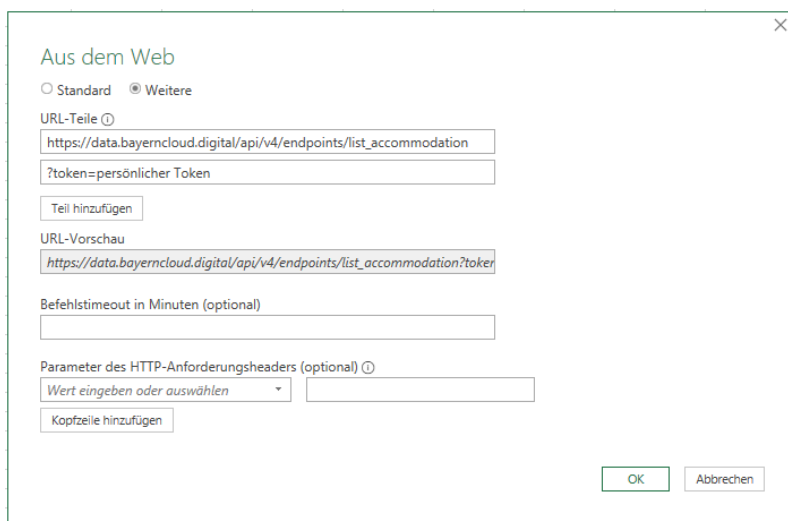 Aus dem Web
Standard Weitere
URL-Teile
https://data.bayerncloud.digital/api/v4/endpoints/list_accommodation
?token=persönlicher Token
Teil hinzufügen
URL-Vorschau
https://data.bayerncloud.digital/api/v4/endpoints/list_accommodation?token
Befehlstimeout in Minuten (optional)
Parameter des HTTP-Anforderungsheaders (optional)
Wert eingeben oder auswählen
Kopfzeile hinzufügen
OK Abbrechen